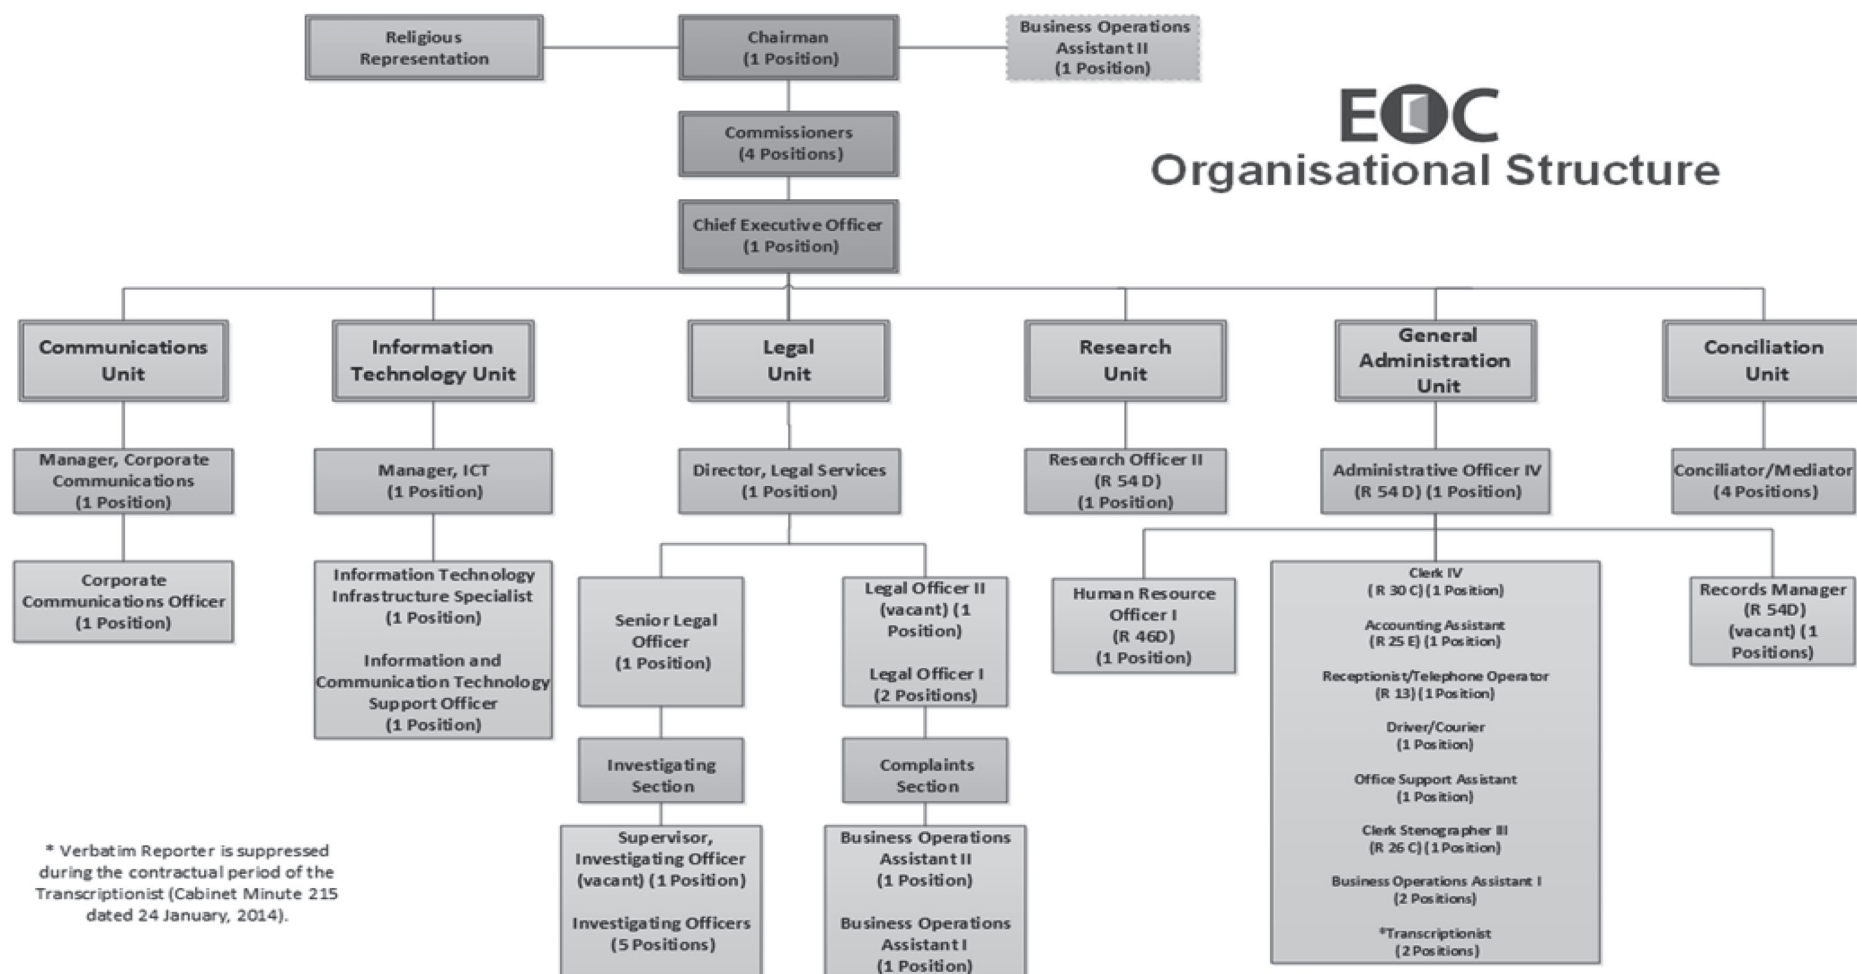 Religious
Representation
Chairman
(1 Position)
Business Operations
Assistant II
(1 Position)
EOC
Organisational Structure
Commissioners
(4 Positions)
Chief Executive Officer
(1 Position)
Communications
Unit
Information
Technology Unit
Legal
Unit
Research
Unit
General
Administration
Unit
Conciliation
Unit
Manager, Corporate
Communications
(1 Position)
Manager, ICT
(1 Position)
Director, Legal Services
(1 Position)
Research Officer II
(R 54 D)
(1 Position)
Administrative Officer IV
(R 54 D) (1 Position)
Conciliator/Mediator
(4 Positions)
Corporate
Communications Officer
(1 Position)
Information Technology
Infrastructure Specialist
(1 Position)
Information and
Communication Technology
Support Officer
(1 Position)
Senior Legal
Officer
(1 Position)
Legal Officer II
(vacant) (1
Position)
Legal Officer I
(2 Positions)
Human Resource
Officer I
(R 46D)
(1 Position)
Clerk IV
(R 30 C) (1 Position)
Accounting Assistant
(R 25 E) (1 Position)
Receptionist/Telephone Operator
(R 13) (1 Position)
Driver/Courier
(1 Position)
Office Support Assistant
(1 Position)
Clerk Stenographer III
(R 26 C) (1 Position)
Business Operations Assistant I
(2 Positions)
*Transcriptionist
(2 Positions)
Records Manager
(R 54D)
(vacant) (1
Positions)
Investigating
Section
Complaints
Section
Supervisor,
Investigating Officer
(vacant) (1 Position)
Investigating Officers
(5 Positions)
Business Operations
Assistant II
(1 Position)
Business Operations
Assistant I
(1 Position)
* Verbatim Reporter is suppressed
during the contractual period of the
Transcriptionist (Cabinet Minute 215
dated 24 January, 2014).